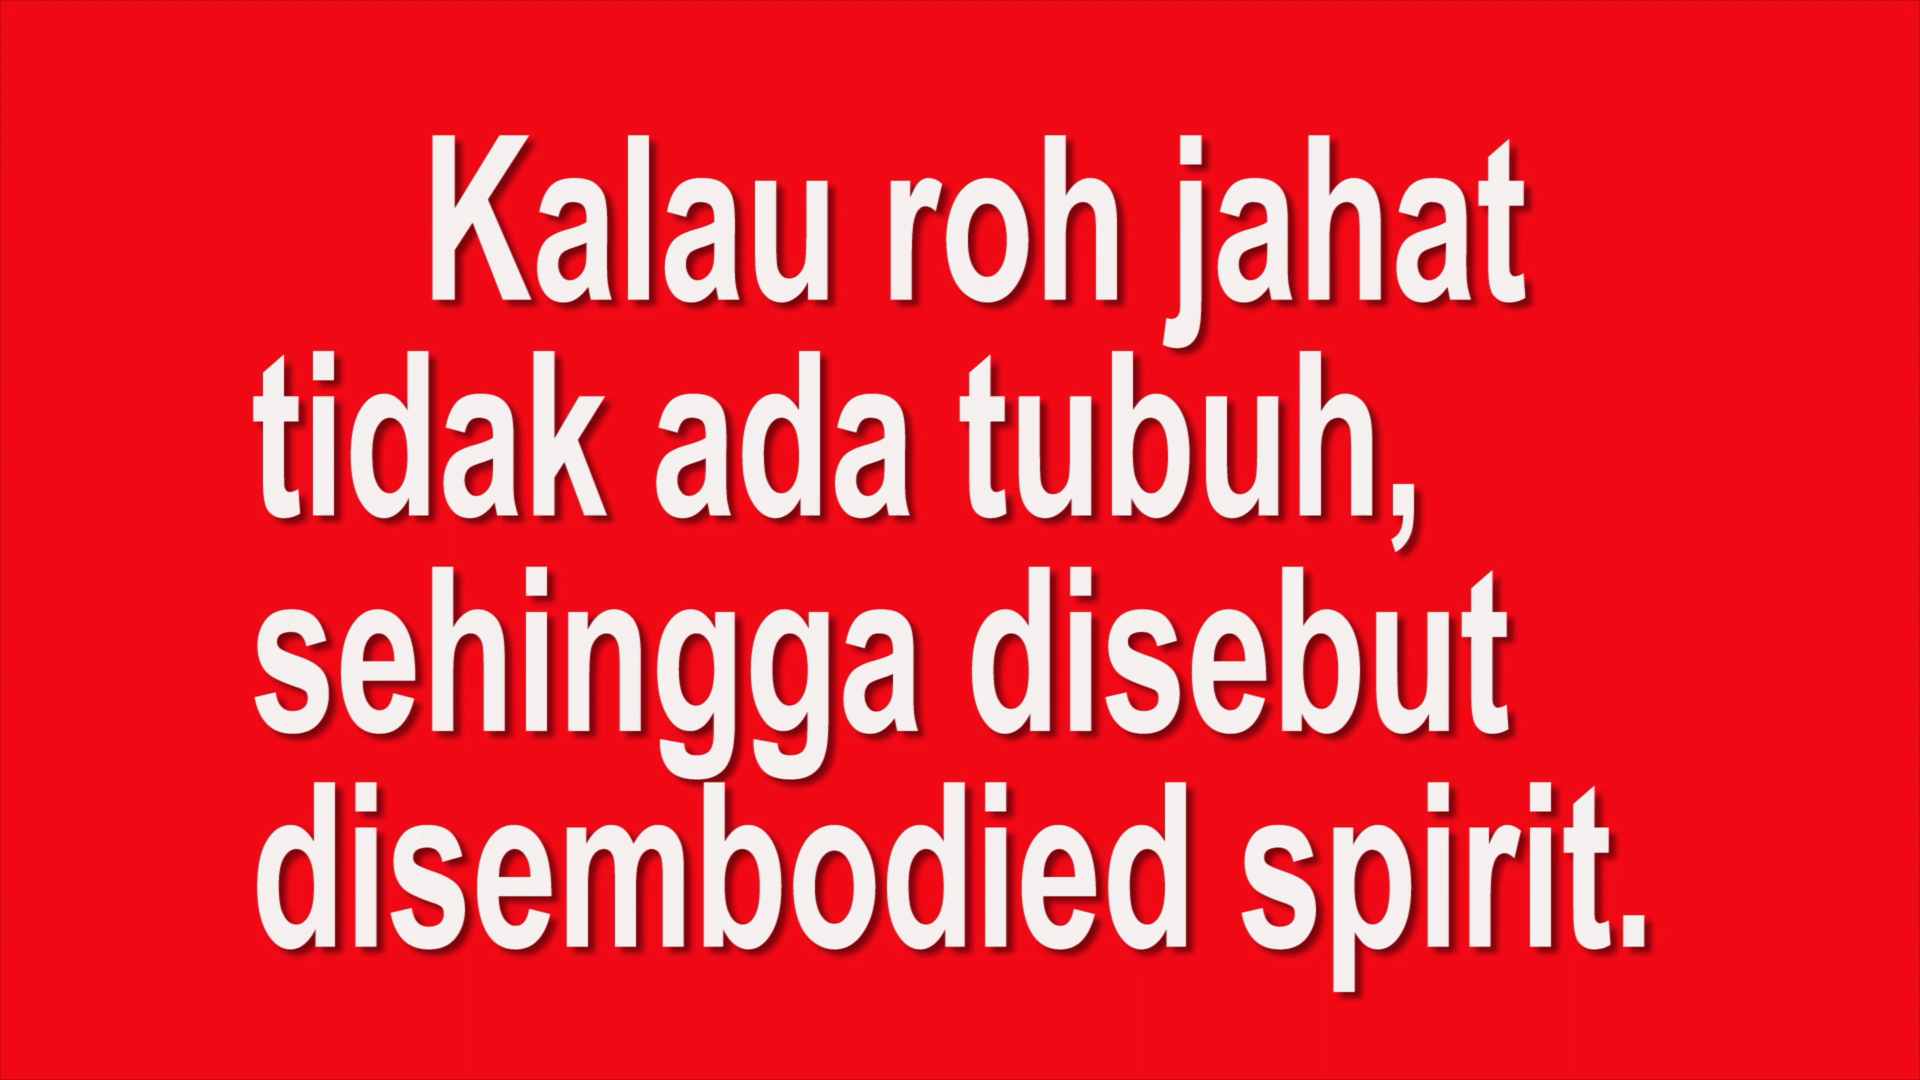 Kalau roh jahat
tidak ada tubuh,
sehingga disebut
disembodied spirit.